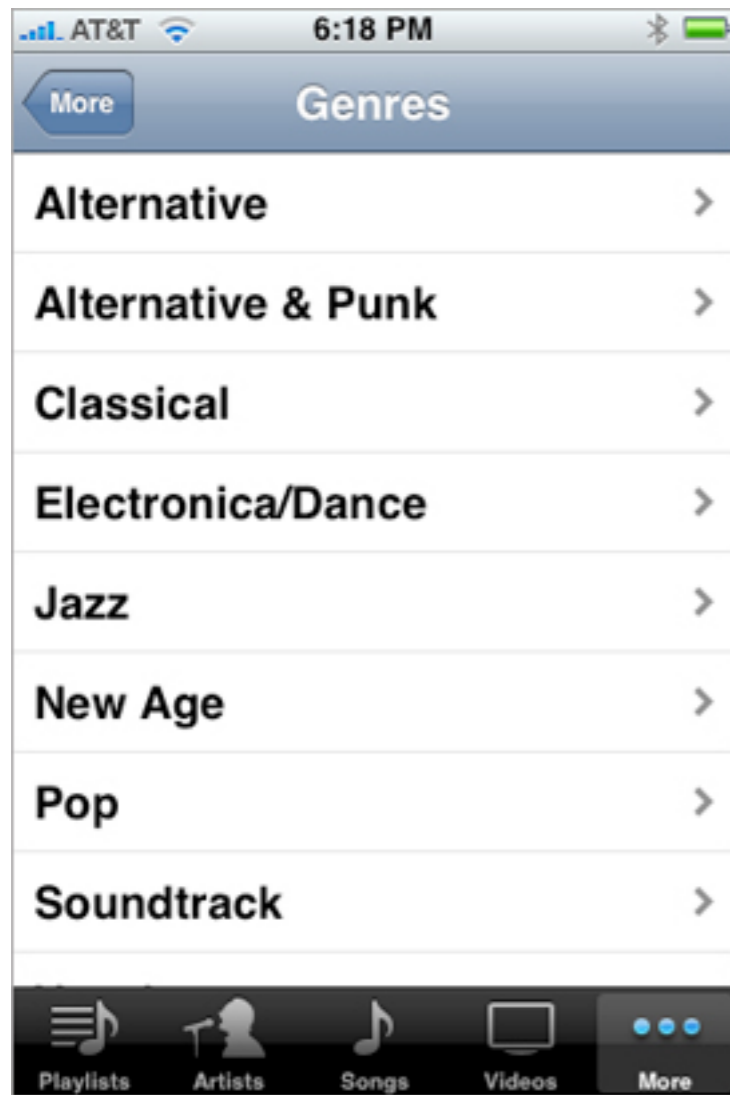 AT&T 6:18 PM
More Genres
Alternative
Alternative & Punk
Classical
Electronica/Dance
Jazz
New Age
Pop
Soundtrack
Playlists Artists Songs Videos More